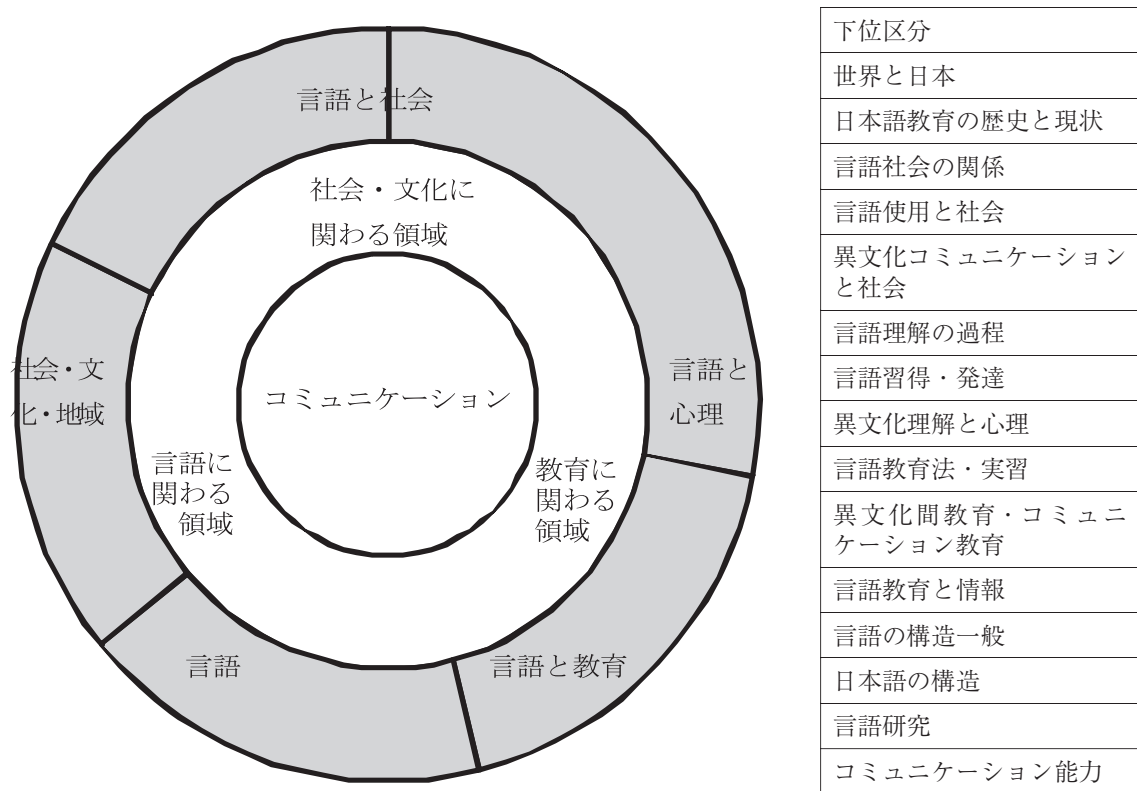 言語と社会
社会・文化に
関わる領域
社会・文
化・地域
コミュニケーション
言語と
心理
言語に
関わる
領域
教育に
関わる
領域
言語
言語と教育
下位区分
世界と日本
日本語教育の歴史と現状
言語社会の関係
言語使用と社会
異文化コミュニケーション
と社会
言語理解の過程
言語習得・発達
異文化理解と心理
言語教育法・実習
異文化間教育・コミュニ
ケーション教育
言語教育と情報
言語の構造一般
日本語の構造
言語研究
コミュニケーション能力